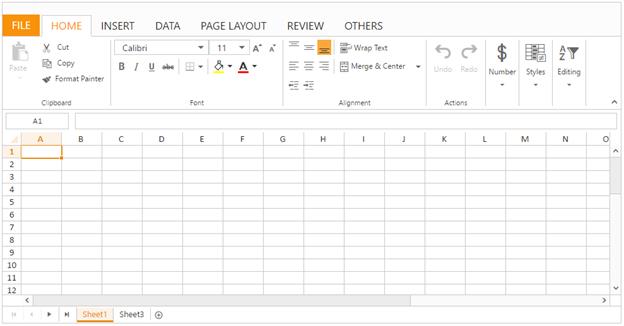 FILE HOME INSERT DATA PAGE LAYOUT REVIEW OTHERS
Paste Cut Copy Format Painter
Calibri 11 A A
B I U abc A
Wrap Text
Merge & Center
Undo Redo
$ Number Styles A Z Editing
Clipboard Font Alignment Actions
A1
A B C D E F G H I J K L M N O
1
2
3
4
5
6
7
8
9
10
11
12
Sheet1 Sheet3